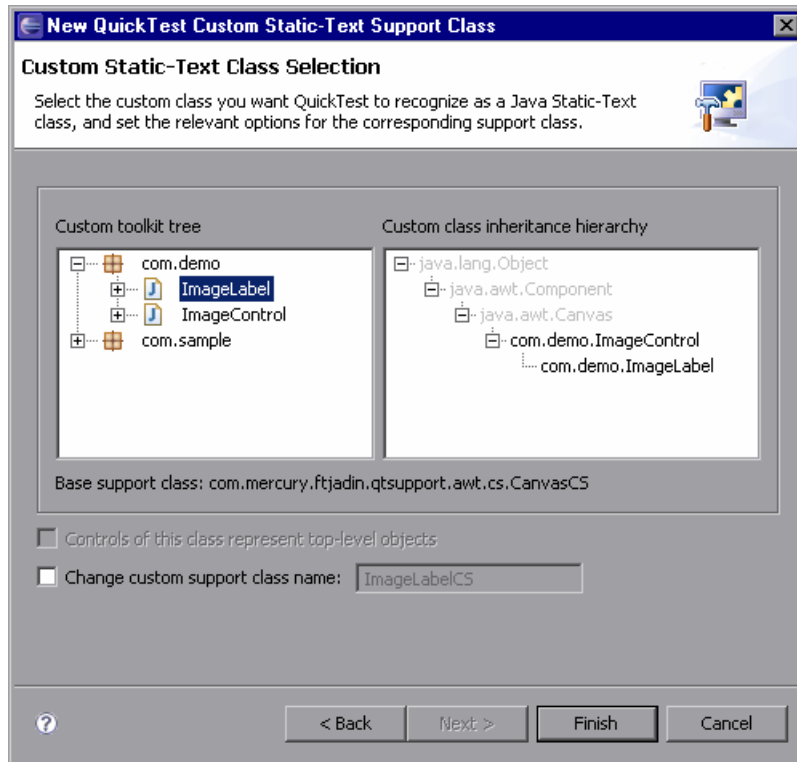 New QuickTest Custom Static-Text Support Class
Custom Static-Text Class Selection
Select the custom class you want QuickTest to recognize as a Java Static-Text
class, and set the relevant options for the corresponding support class.
Custom toolkit tree
com.demo
ImageLabel
ImageControl
com.sample
Custom class inheritance hierarchy
java.lang.Object
java.awt.Component
java.awt.Canvas
com.demo.ImageControl
com.demo.ImageLabel
Base support class: com.mercury.ftjadin.qtsupport.awt.cs.CanvasCS
Controls of this class represent top-level objects
Change custom support class name: ImageLabelCS
< Back Next > Finish Cancel